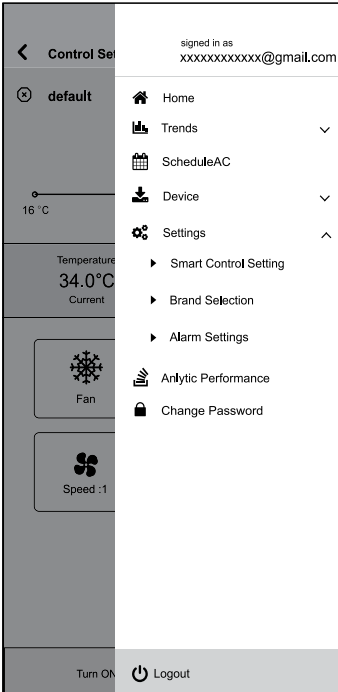 Control Set
default
16 °C
Temperature
34.0°C
Current
Fan
Speed :1
Turn ON
signed in as
xxxxxxxxxxxx@gmail.com
Home
Trends
ScheduleAC
Device
Settings
Smart Control Setting
Brand Selection
Alarm Settings
Anlytic Performance
Change Password
Logout